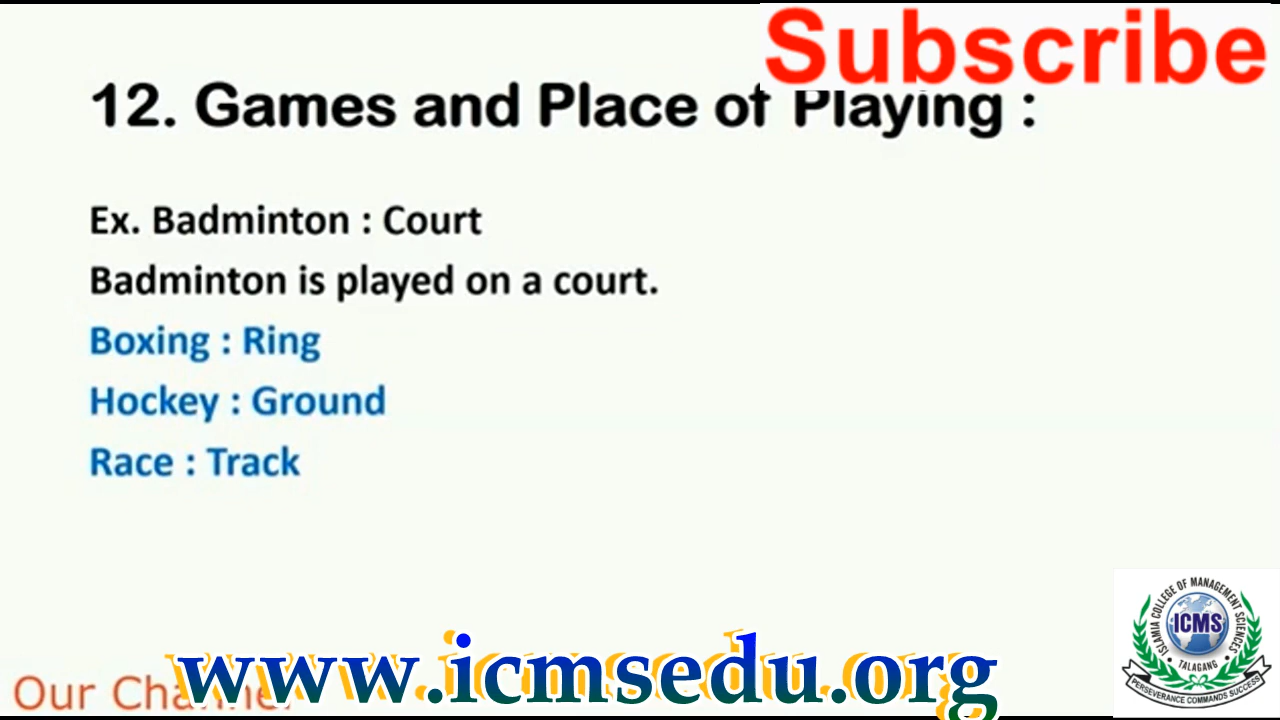 Subscribe
12. Games and Place of Playing :
Ex. Badminton : Court
Badminton is played on a court.
Boxing : Ring
Hockey : Ground
Race : Track
Our Channel
www.icmsedu.org
ISLAMIA COLLEGE OF MANAGEMENT SCIENCES
ICMS
TALAGANG
PERSEVERANCE COMMANDS SUCCESS